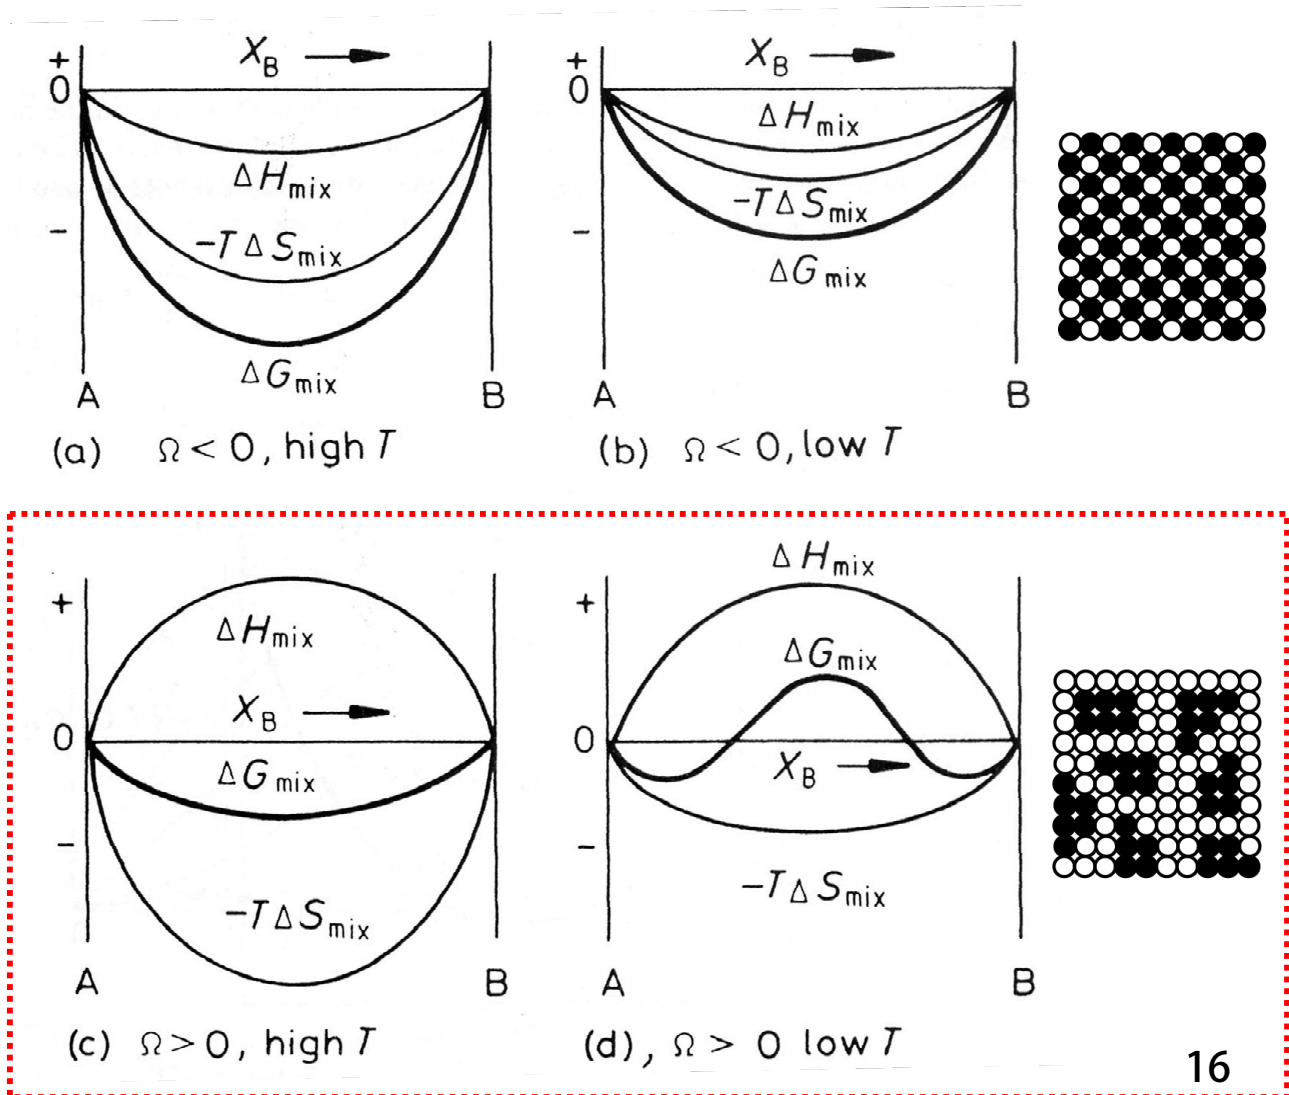 +
0
X_B
ΔH_mix
-TΔS_mix
ΔG_mix
-
A
B
(a) Ω < 0, high T
+
0
X_B
ΔH_mix
-TΔS_mix
ΔG_mix
-
A
B
(b) Ω < 0, low T
+
ΔH_mix
X_B
0
ΔG_mix
-
-TΔS_mix
A
B
(c) Ω > 0, high T
ΔH_mix
+
ΔG_mix
0
X_B
-
-TΔS_mix
A
B
(d), Ω > 0 low T
16